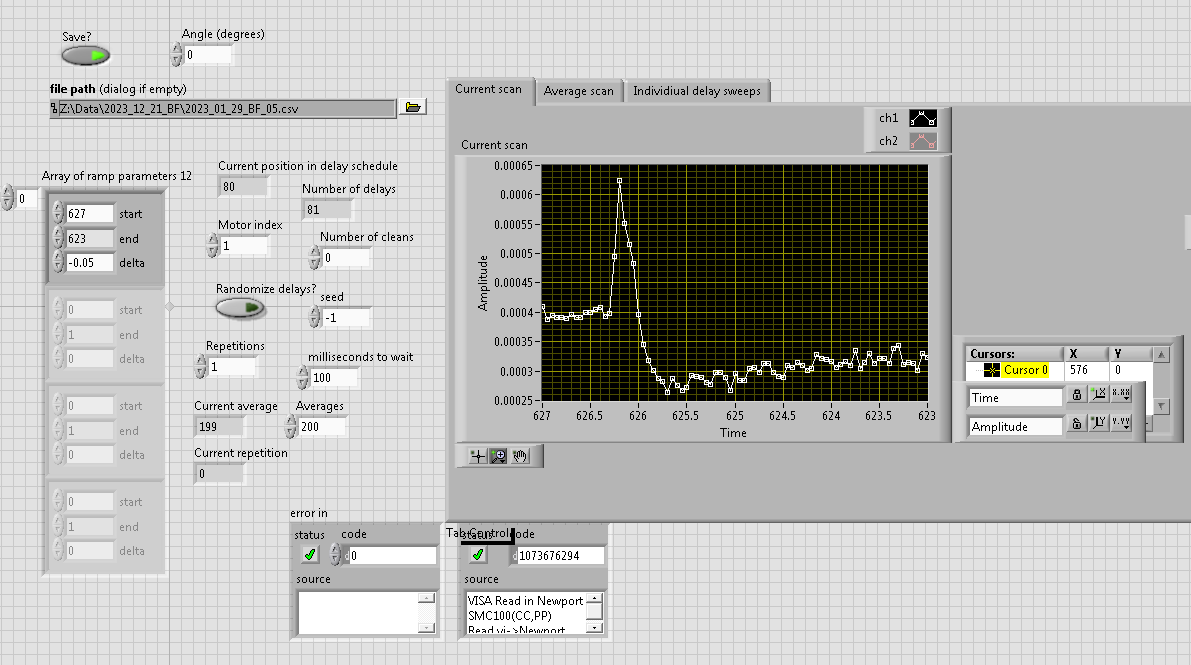 Save?
Angle (degrees)
0
file path (dialog if empty)
Z:\Data\2023_12_21_BF\2023_01_29_BF_05.csv
Array of ramp parameters 12
0
627 start
623 end
-0.05 delta
0 start
1 end
0 delta
0 start
1 end
0 delta
0 start
1 end
0 delta
Current position in delay schedule
80
Number of delays
81
Motor index
1
Number of cleans
0
Randomize delays?
seed
-1
Repetitions
1
milliseconds to wait
100
Current average
199
Averages
200
Current repetition
0
Current scan
Average scan
Individiual delay sweeps
ch1
ch2
Current scan
Amplitude
0.00065
0.0006
0.00055
0.0005
0.00045
0.0004
0.00035
0.0003
0.00025
627 626.5 626 625.5 625 624.5 624 623.5 623
Time
Cursors: X Y
Cursor 0 576 0
Time
X.XX
Amplitude
Y.YY
error in
status code
0
source
Tab Control
status code
d 1073676294
source
VISA Read in Newport
SMC100(CC,PP)
Read.vi->Newport